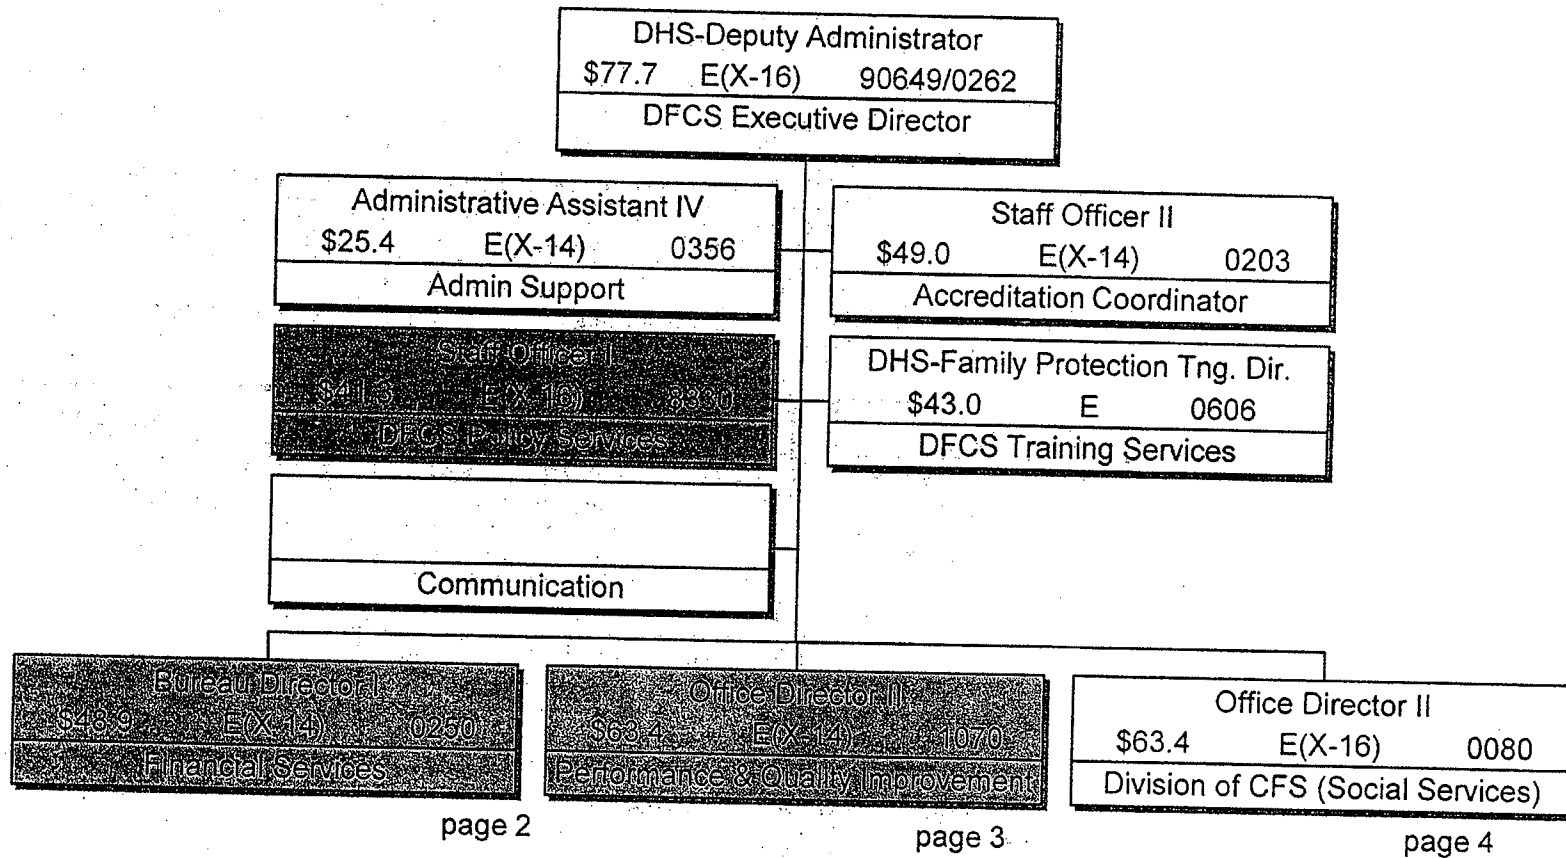 DHS-Deputy Administrator
$77.7 E(X-16) 90649/0262
DFCS Executive Director
Administrative Assistant IV
$25.4 E(X-14) 0356
Admin Support
Staff Officer II
$49.0 E(X-14) 0203
Accreditation Coordinator
Staff Officer I
$41.3 E(X-16) 8330
DFCS Policy Services
DHS-Family Protection Tng. Dir.
$43.0 E 0606
DFCS Training Services
Communication
Bureau Director I
$48.9 E(X-14) 0250
Financial Services
Office Director II
$63.4 E(X-14) 1070
Performance & Quality Improvement
Office Director II
$63.4 E(X-16) 0080
Division of CFS (Social Services)
page 2
page 3
page 4